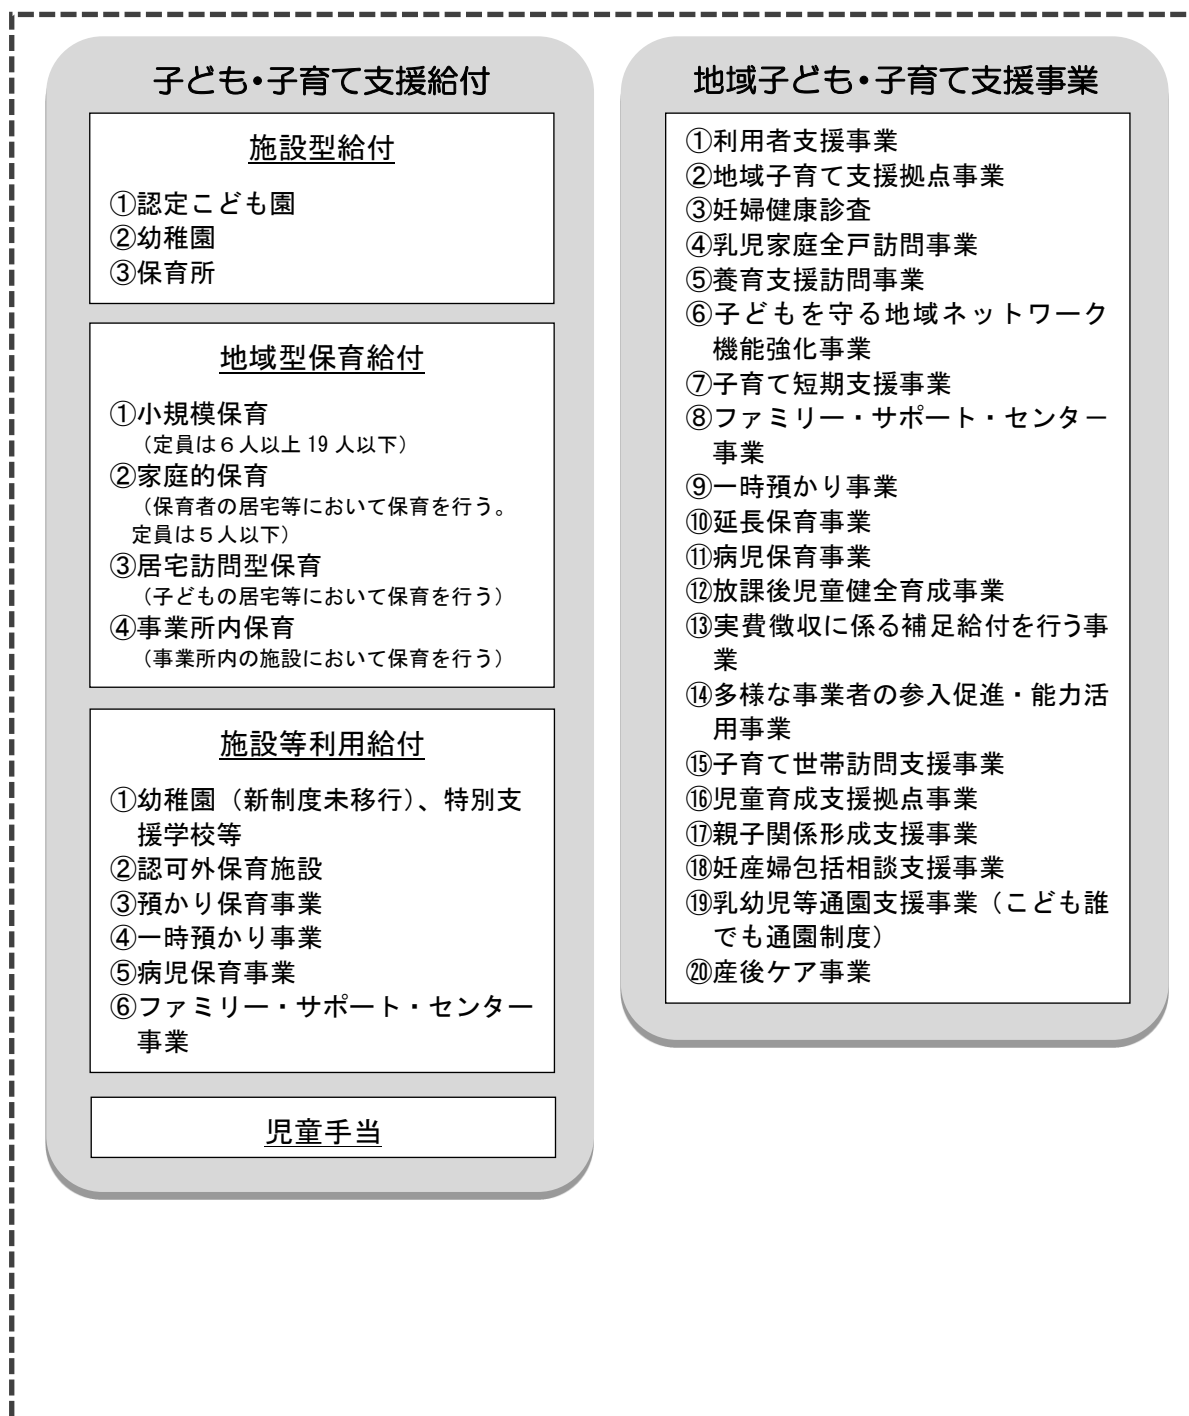 子ども・子育て支援給付
施設型給付
①認定こども園
②幼稚園
③保育所
地域型保育給付
①小規模保育
（定員は６人以上 19 人以下）
②家庭的保育
（保育者の居宅等において保育を行う。
定員は５人以下）
③居宅訪問型保育
（子どもの居宅等において保育を行う）
④事業所内保育
（事業所内の施設において保育を行う）
施設等利用給付
①幼稚園（新制度未移行）、特別支
援学校等
②認可外保育施設
③預かり保育事業
④一時預かり事業
⑤病児保育事業
⑥ファミリー・サポート・センター
事業
児童手当
地域子ども・子育て支援事業
①利用者支援事業
②地域子育て支援拠点事業
③妊婦健康診査
④乳児家庭全戸訪問事業
⑤養育支援訪問事業
⑥子どもを守る地域ネットワーク
機能強化事業
⑦子育て短期支援事業
⑧ファミリー・サポート・センター
事業
⑨一時預かり事業
⑩延長保育事業
⑪病児保育事業
⑫放課後児童健全育成事業
⑬実費徴収に係る補足給付を行う事
業
⑭多様な事業者の参入促進・能力活
用事業
⑮子育て世帯訪問支援事業
⑯児童育成支援拠点事業
⑰親子関係形成支援事業
⑱妊産婦包括相談支援事業
⑲乳幼児等通園支援事業（こども誰
でも通園制度）
⑳産後ケア事業